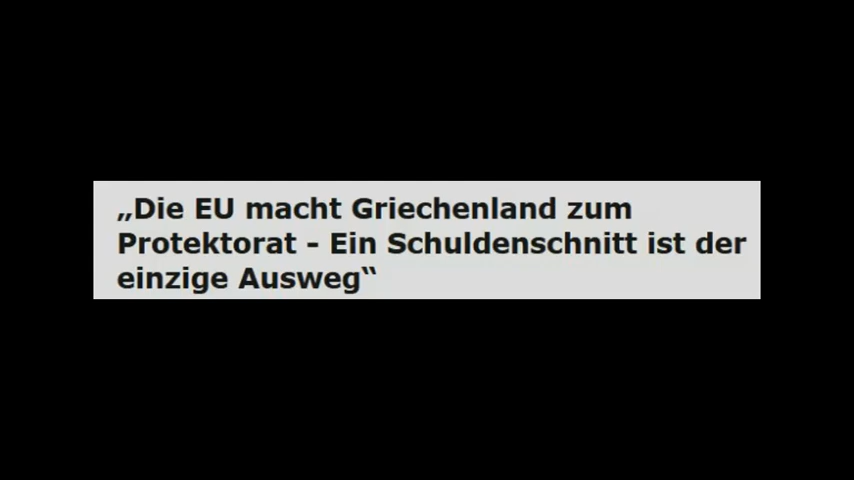 „Die EU macht Griechenland zum
Protektorat - Ein Schuldenschnitt ist der
einzige Ausweg“